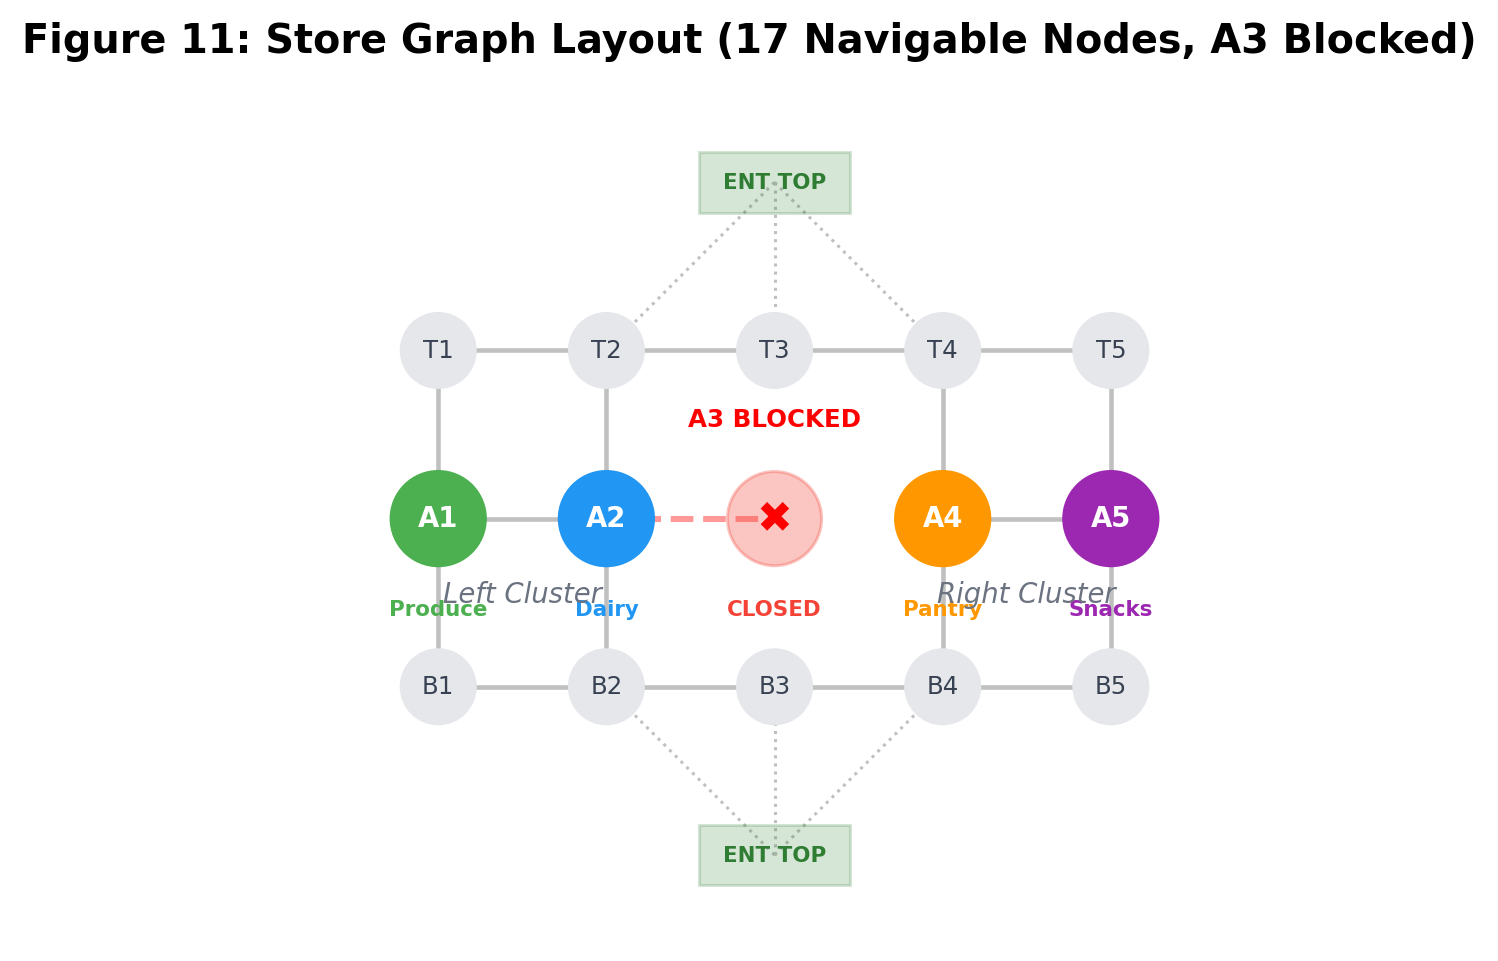 Figure 11: Store Graph Layout (17 Navigable Nodes, A3 Blocked)
ENT TOP
T1 T2 T3 T4 T5
A3 BLOCKED
A1 A2 ✖ A4 A5
Left Cluster Right Cluster
Produce Dairy CLOSED Pantry Snacks
B1 B2 B3 B4 B5
ENT TOP